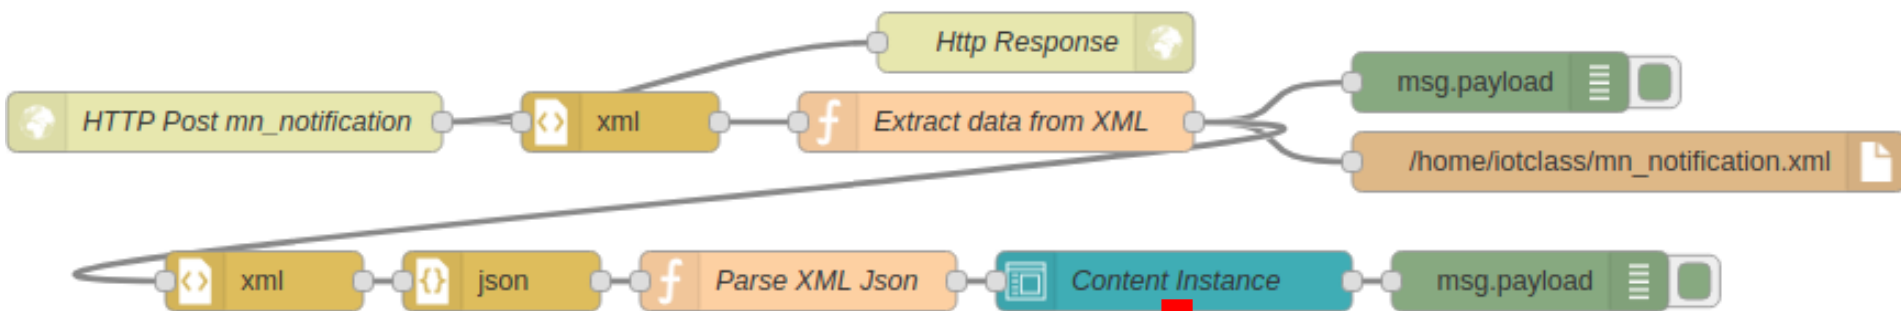 Http Response
msg.payload
HTTP Post mn_notification
xml
Extract data from XML
/home/iotclass/mn_notification.xml
xml
json
Parse XML Json
Content Instance
msg.payload